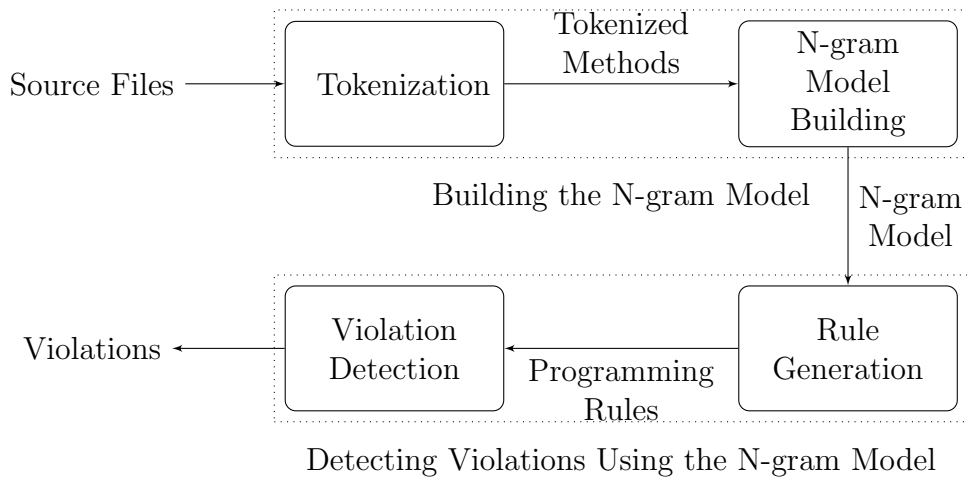 Source Files
Tokenization
Tokenized
Methods
N-gram
Model
Building
Building the N-gram Model
N-gram
Model
Violations
Violation
Detection
Programming
Rules
Rule
Generation
Detecting Violations Using the N-gram Model